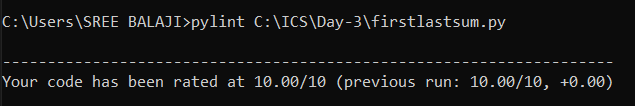 C:\Users\SREE BALAJI>pylint C:\ICS\Day-3\firstlastsum.py
--------------------------------------------------------------------
Your code has been rated at 10.00/10 (previous run: 10.00/10, +0.00)